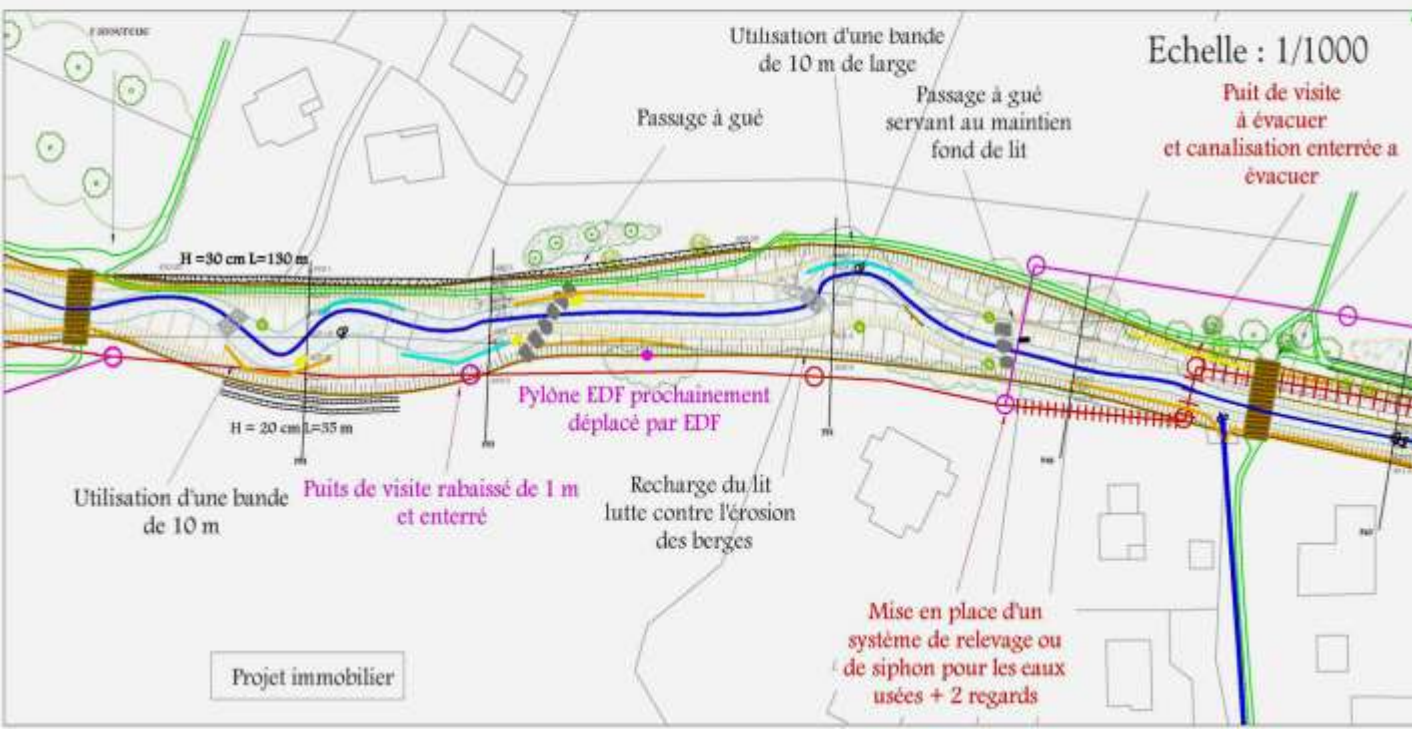 Echelle : 1/1000
Utilisation d'une bande
de 10 m de large
Passage à gué
Passage à gué
servant au maintien
fond de lit
Puit de visite
à évacuer
et canalisation enterrée a
évacuer
H =30 cm L=130 m
H = 20 cm L=35 m
Pylône EDF prochainement
déplacé par EDF
Utilisation d'une bande
de 10 m
Puits de visite rabaissé de 1 m
et enterré
Recharge du lit
lutte contre l'érosion
des berges
Mise en place d'un
système de relevage ou
de siphon pour les eaux
usées + 2 regards
Projet immobilier